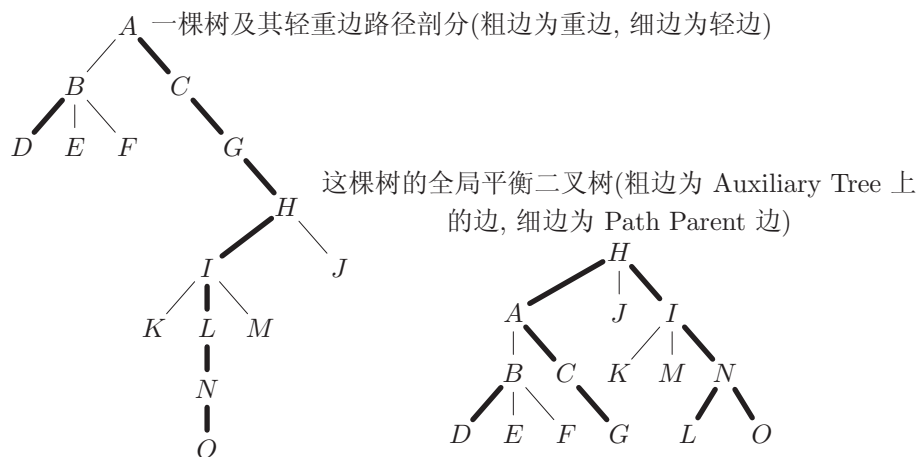 A 一棵树及其轻重边路径剖分(粗边为重边, 细边为轻边)
B C
D E F G
这棵树的全局平衡二叉树(粗边为 Auxiliary Tree 上
的边, 细边为 Path Parent 边)
H
I J
K L M
N
O
H
A J I
B C K M N
D E F G L O